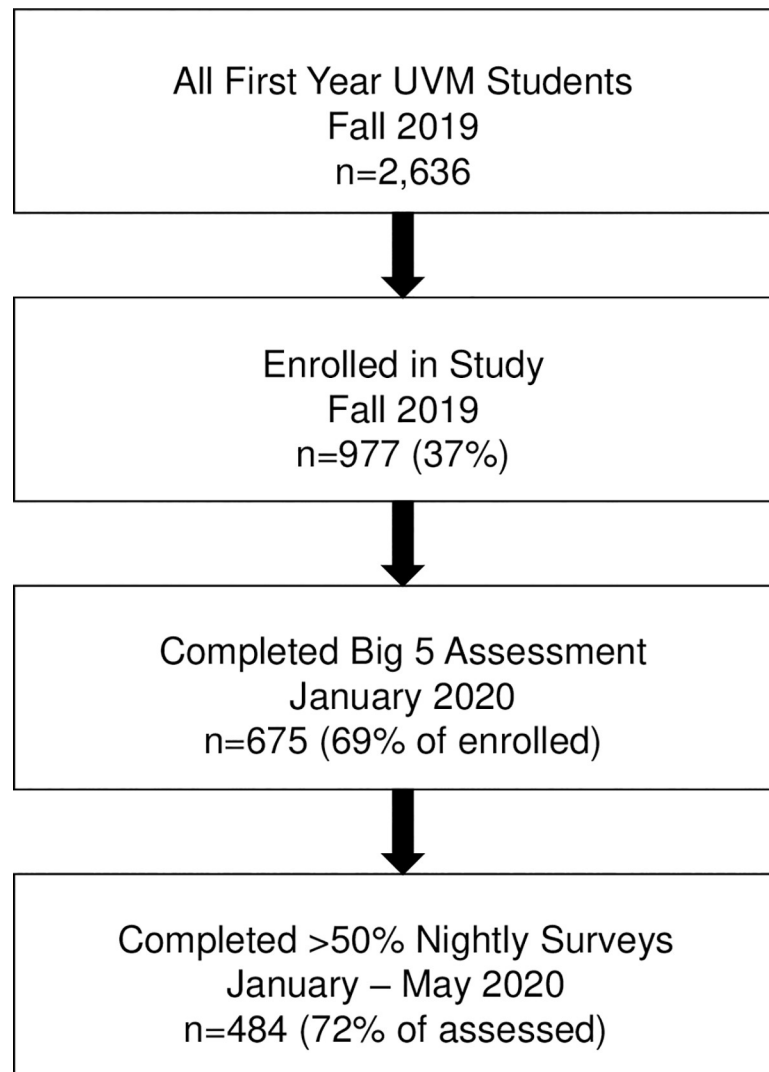 All First Year UVM Students
Fall 2019
n=2,636
Enrolled in Study
Fall 2019
n=977 (37%)
Completed Big 5 Assessment
January 2020
n=675 (69% of enrolled)
Completed >50% Nightly Surveys
January – May 2020
n=484 (72% of assessed)